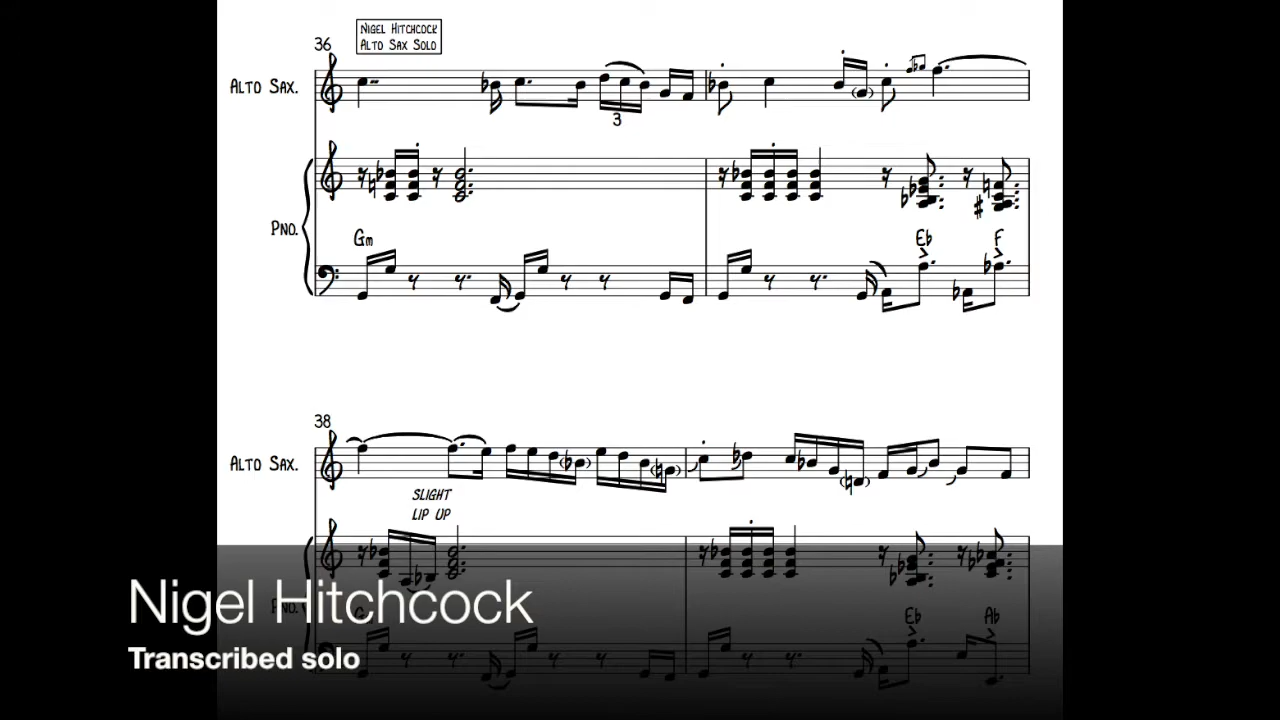 Nigel Hitchcock
Alto Sax Solo
36
Alto Sax.
3
Pno.
Gm
Eb
F
38
Alto Sax.
SLIGHT
LIP UP
Pno.
Eb
Ab
Nigel Hitchcock
Transcribed solo